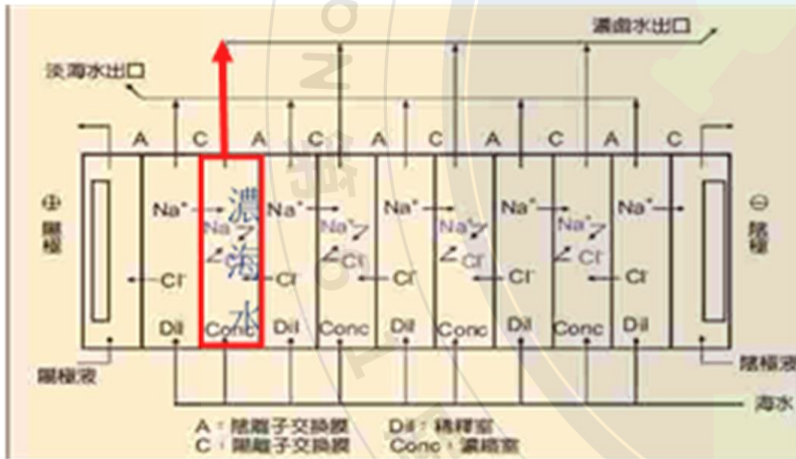 濃鹵水出口
淡海水出口
A C A C A C A C A C
⊕ 陽極
Na⁺ Na⁺ Na⁺ Na⁺ Na⁺
⊖ 陰極
Na⁺ Na⁺ Na⁺ Na⁺
濃海水
Cl⁻ Cl⁻ Cl⁻ Cl⁻
Cl⁻ Cl⁻ Cl⁻ Cl⁻ Cl⁻
Dil Conc Dil Conc Dil Conc Dil Conc Dil
陽極液
陰極液
海水
A:陰離子交換膜 Dil:稀釋室
C:陽離子交換膜 Conc:濃縮室